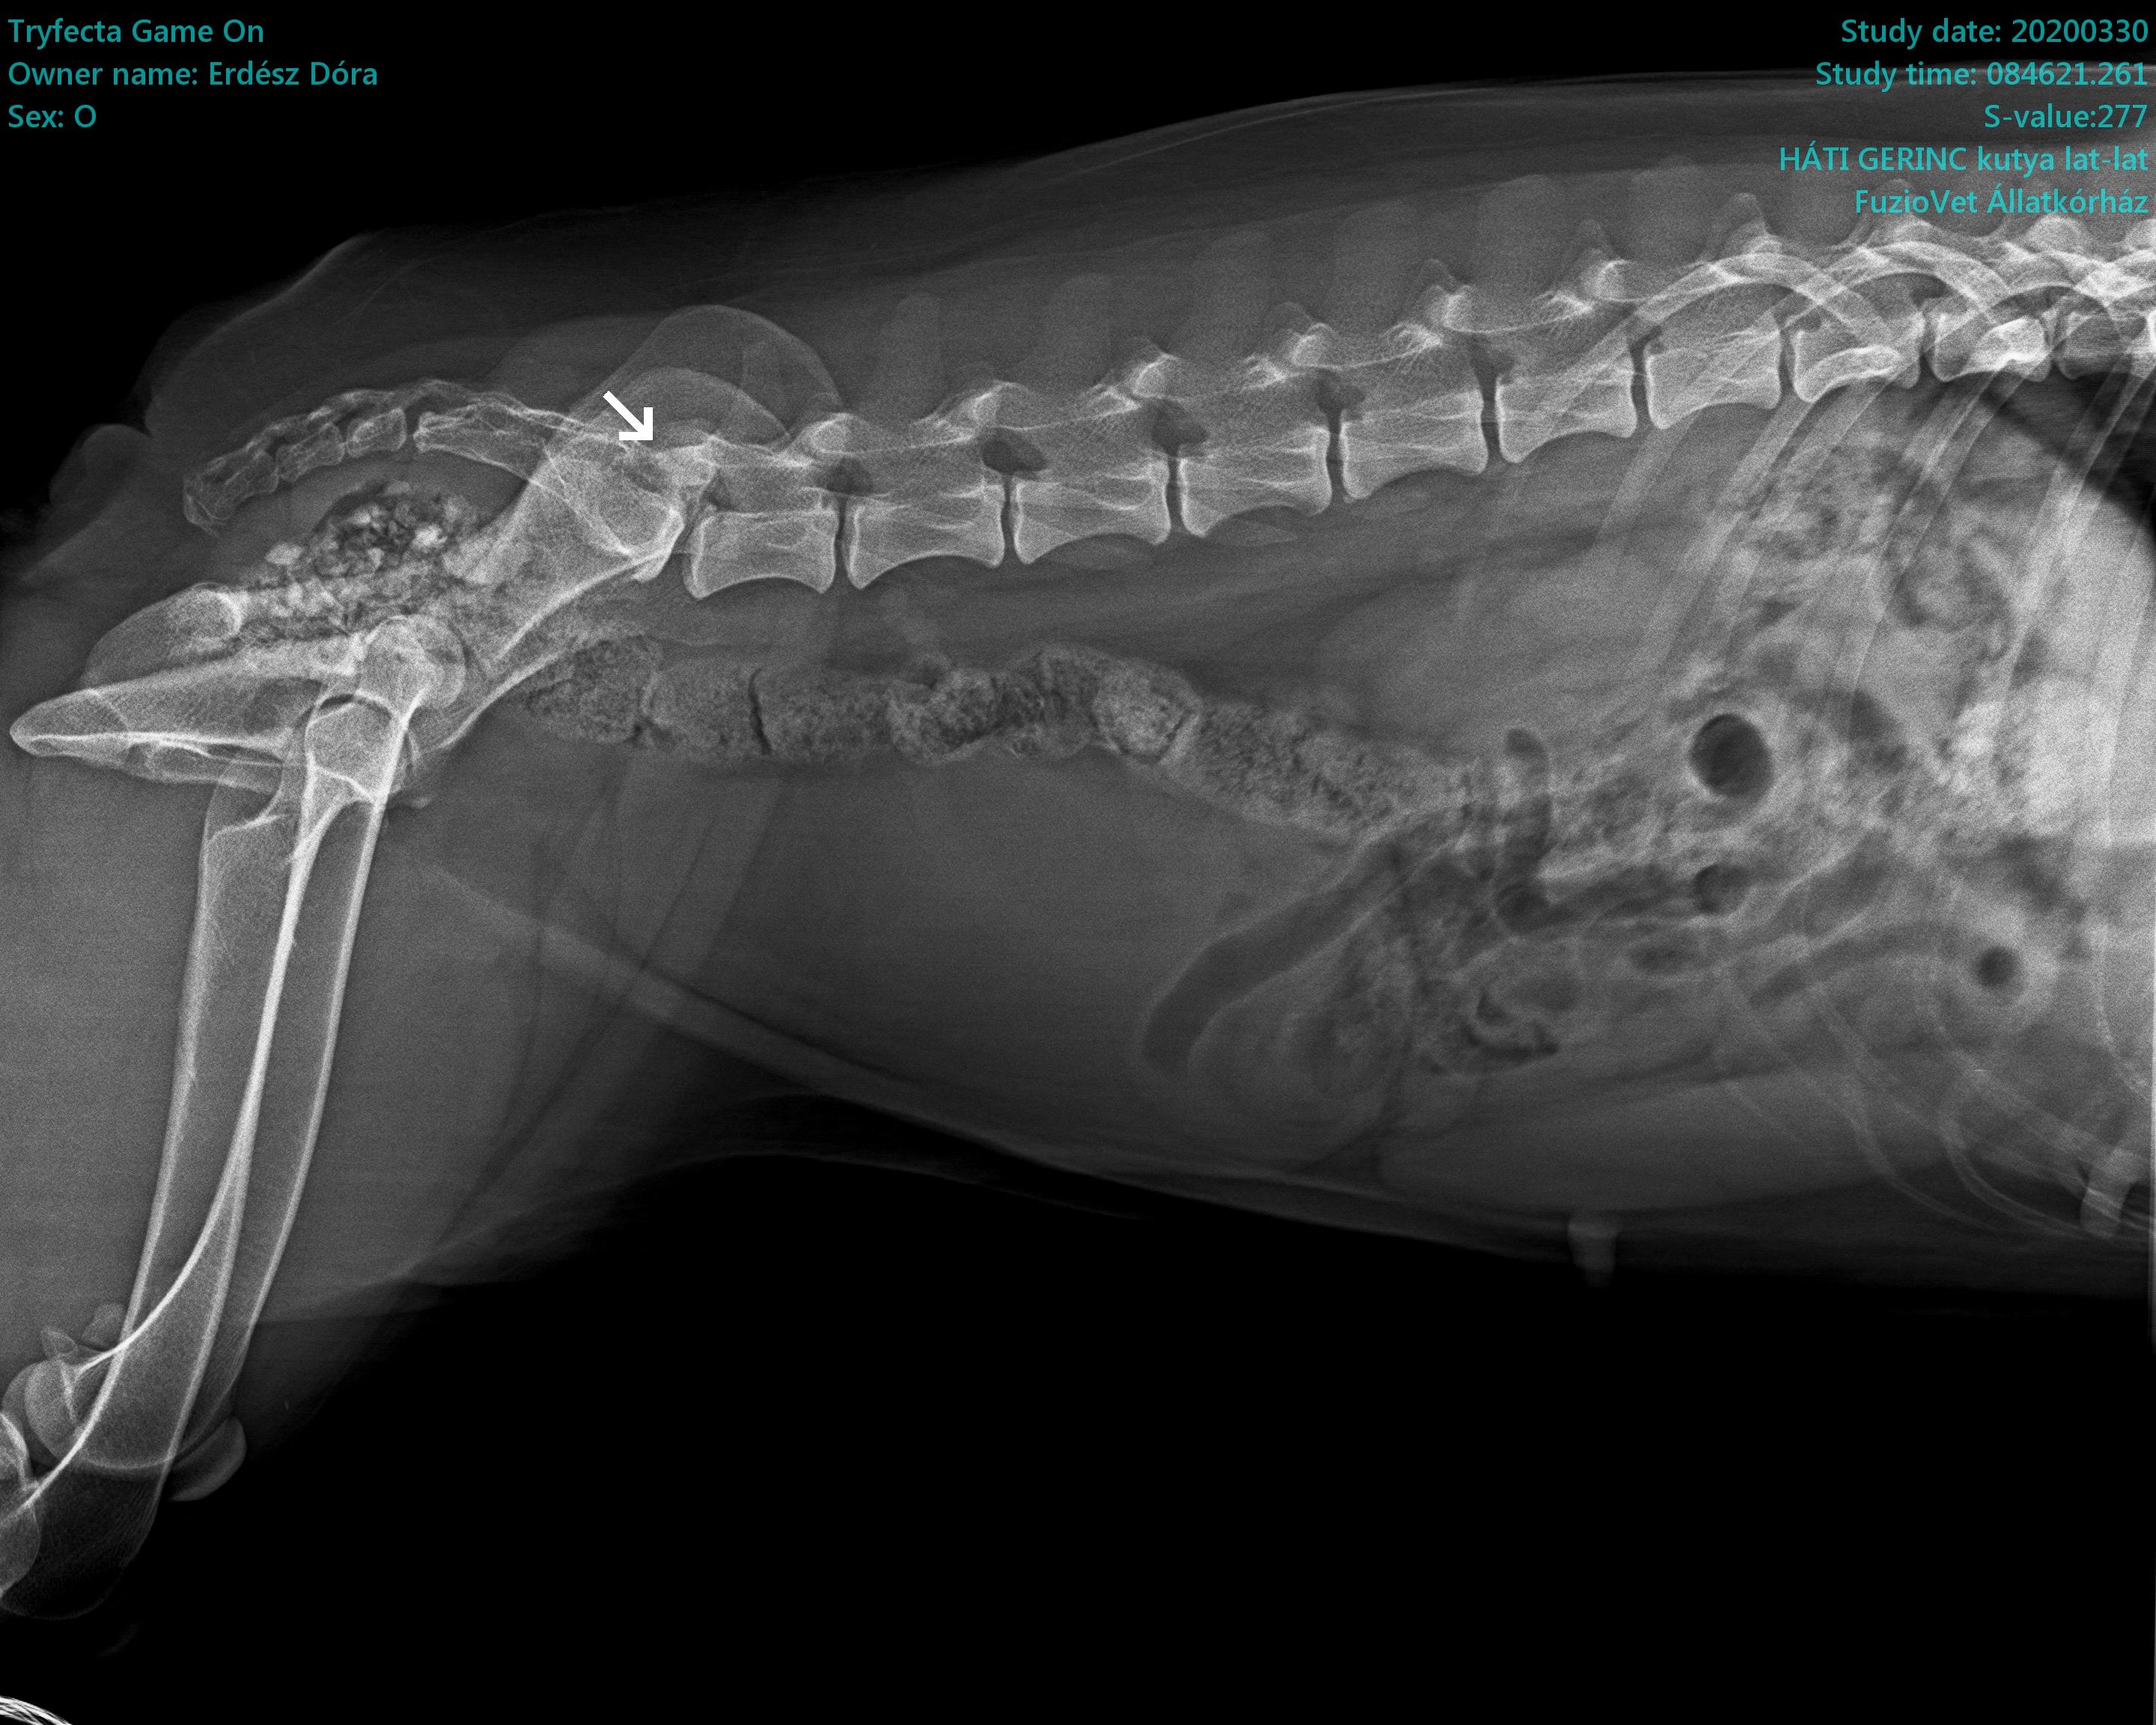 Tryfecta Game On
Owner name: Erdész Dóra
Sex: O
Study date: 20200330
Study time: 084621.261
S-value:277
HÁTI GERINC kutya lat-lat
FuzioVet Állatkórház